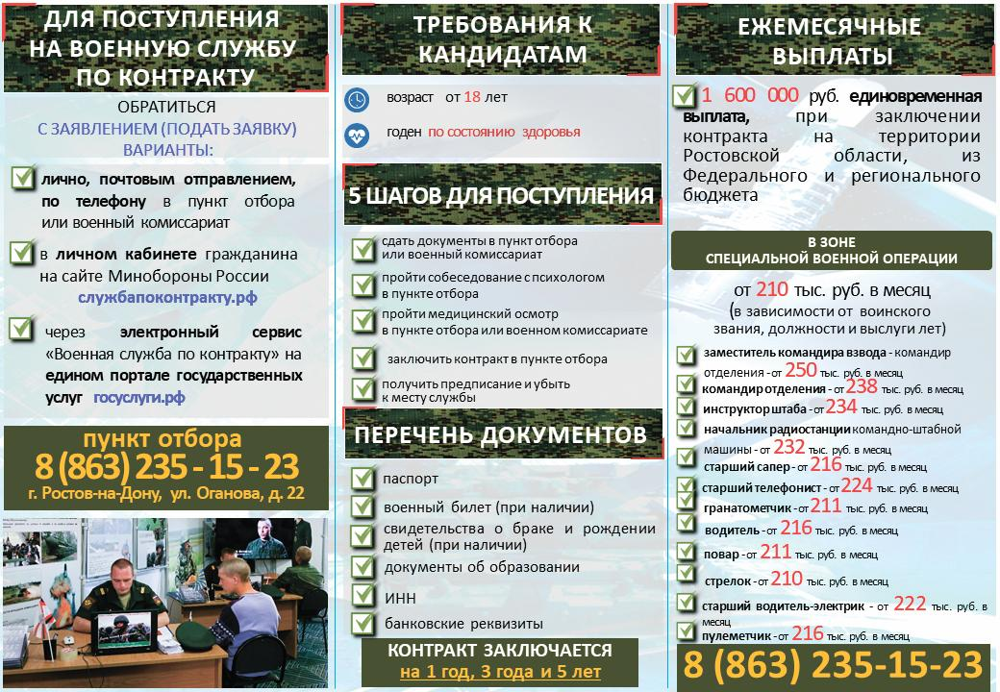 ДЛЯ ПОСТУПЛЕНИЯ
НА ВОЕННУЮ СЛУЖБУ
ПО КОНТРАКТУ
ОБРАТИТЬСЯ
С ЗАЯВЛЕНИЕМ (ПОДАТЬ ЗАЯВКУ)
ВАРИАНТЫ:
лично, почтовым отправлением,
по телефону в пункт отбора
или военный комиссариат
в личном кабинете гражданина
на сайте Минобороны России
службапоконтракту.рф
через электронный сервис
«Военная служба по контракту» на
едином портале государственных
услуг госуслуги.рф
пункт отбора
8 (863) 235 - 15 - 23
г. Ростов-на-Дону, ул. Оганова, д. 22
ТРЕБОВАНИЯ К
КАНДИДАТАМ
возраст от 18 лет
годен по состоянию здоровья
5 ШАГОВ ДЛЯ ПОСТУПЛЕНИЯ
сдать документы в пункт отбора
или военный комиссариат
пройти собеседование с психологом
в пункте отбора
пройти медицинский осмотр
в пункте отбора или военном комиссариате
заключить контракт в пункте отбора
получить предписание и убыть
к месту службы
ПЕРЕЧЕНЬ ДОКУМЕНТОВ
паспорт
военный билет (при наличии)
свидетельства о браке и рождении
детей (при наличии)
документы об образовании
ИНН
банковские реквизиты
КОНТРАКТ ЗАКЛЮЧАЕТСЯ
на 1 год, 3 года и 5 лет
ЕЖЕМЕСЯЧНЫЕ
ВЫПЛАТЫ
1 600 000 руб. единовременная
выплата, при заключении
контракта на территории
Ростовской области, из
Федерального и регионального
бюджета
В ЗОНЕ
СПЕЦИАЛЬНОЙ ВОЕННОЙ ОПЕРАЦИИ
от 210 тыс. руб. в месяц
(в зависимости от воинского
звания, должности и выслуги лет)
заместитель командира взвода - командир
отделения - от 250 тыс. руб. в месяц
командир отделения - от 238 тыс. руб. в месяц
инструктор штаба - от 234 тыс. руб. в месяц
начальник радиостанции командно-штабной
машины - от 232 тыс. руб. в месяц
старший сапер - от 216 тыс. руб. в месяц
старший телефонист - от 224 тыс. руб. в месяц
гранатометчик - от 211 тыс. руб. в месяц
водитель - от 216 тыс. руб. в месяц
повар - от 211 тыс. руб. в месяц
стрелок - от 210 тыс. руб. в месяц
старший водитель-электрик - от 222 тыс. руб. в
месяц
пулеметчик - от 216 тыс. руб. в месяц
8 (863) 235-15-23